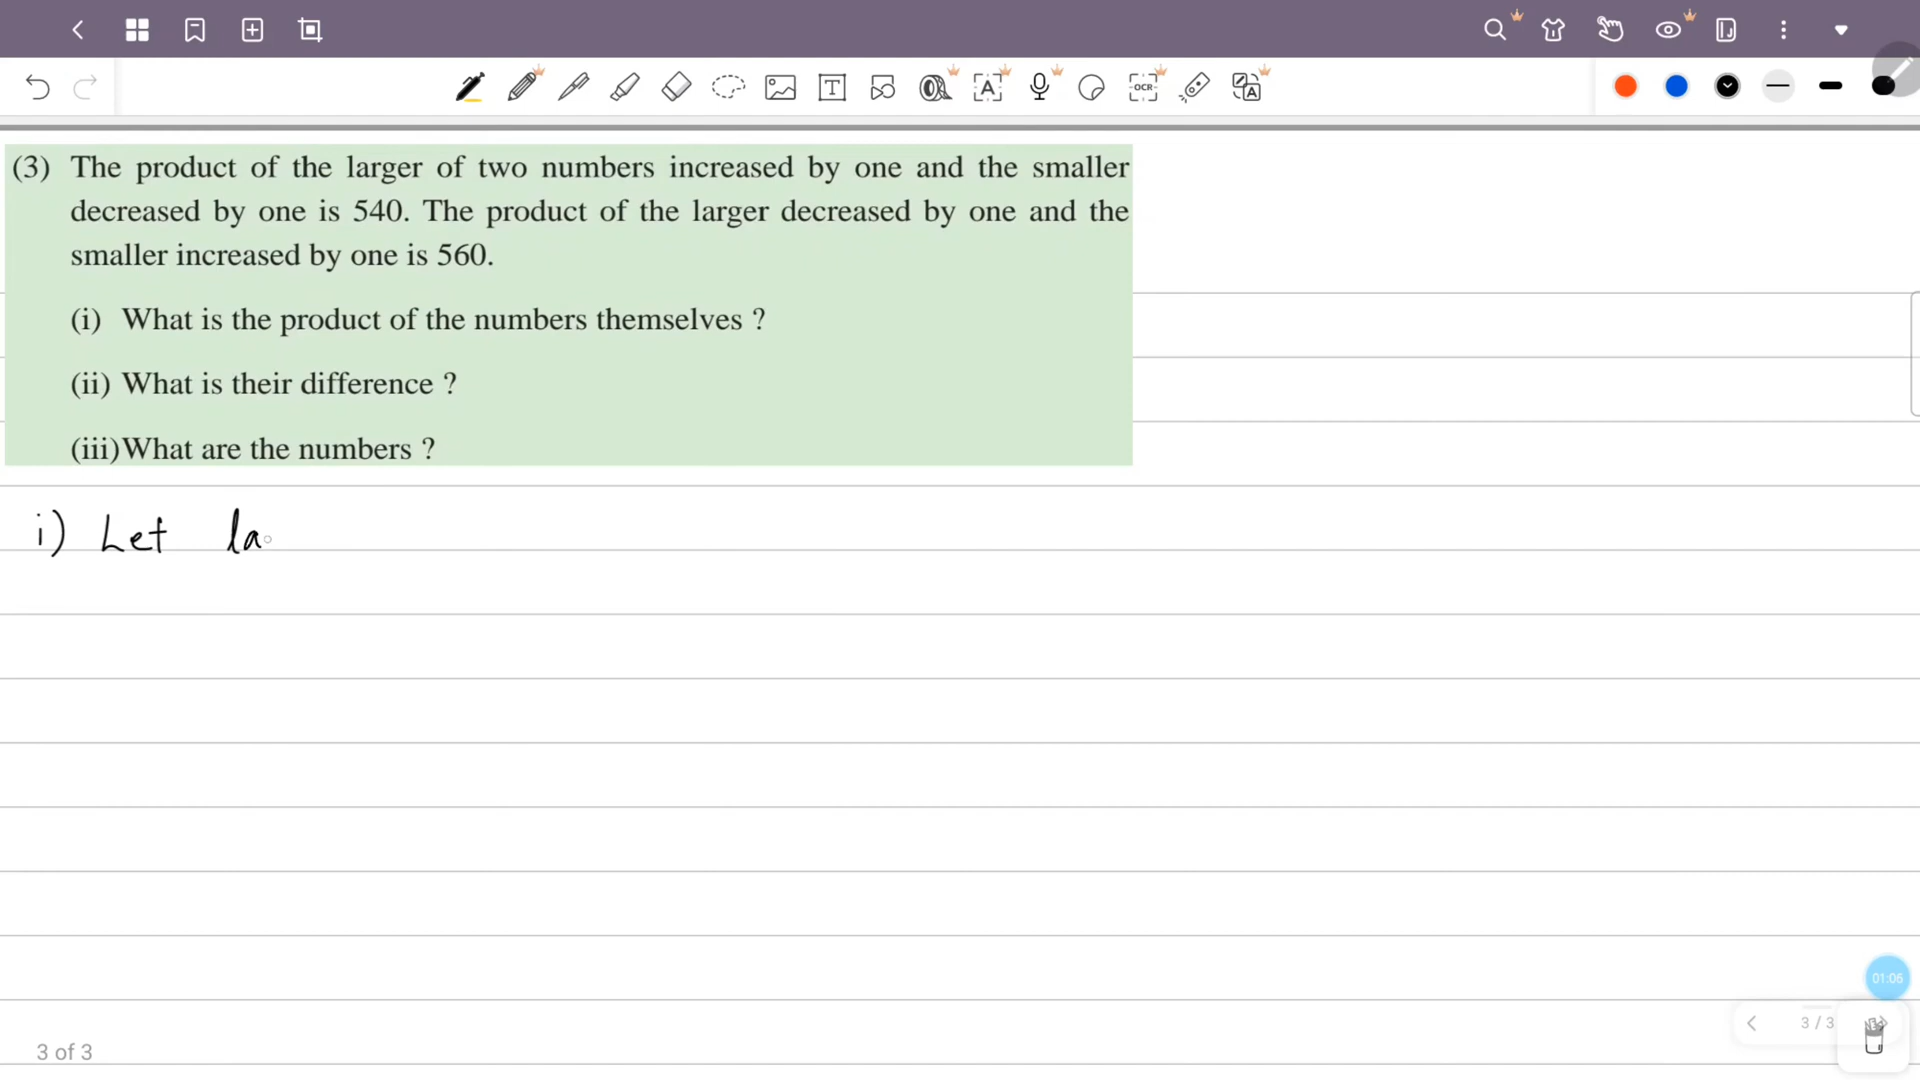 (3) The product of the larger of two numbers increased by one and the smaller
decreased by one is 540. The product of the larger decreased by one and the
smaller increased by one is 560.
(i) What is the product of the numbers themselves ?
(ii) What is their difference ?
(iii)What are the numbers ?
i) Let la
01:06
3 / 3
3 of 3